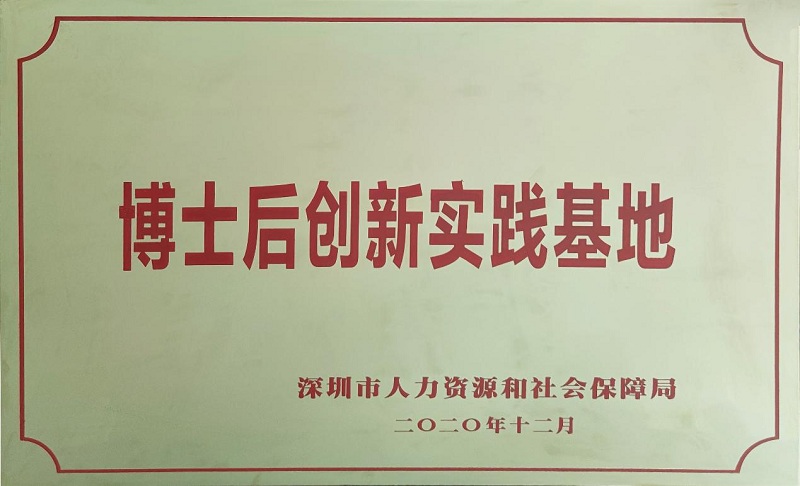 博士后创新实践基地
深圳市人力资源和社会保障局
二〇二〇年十二月